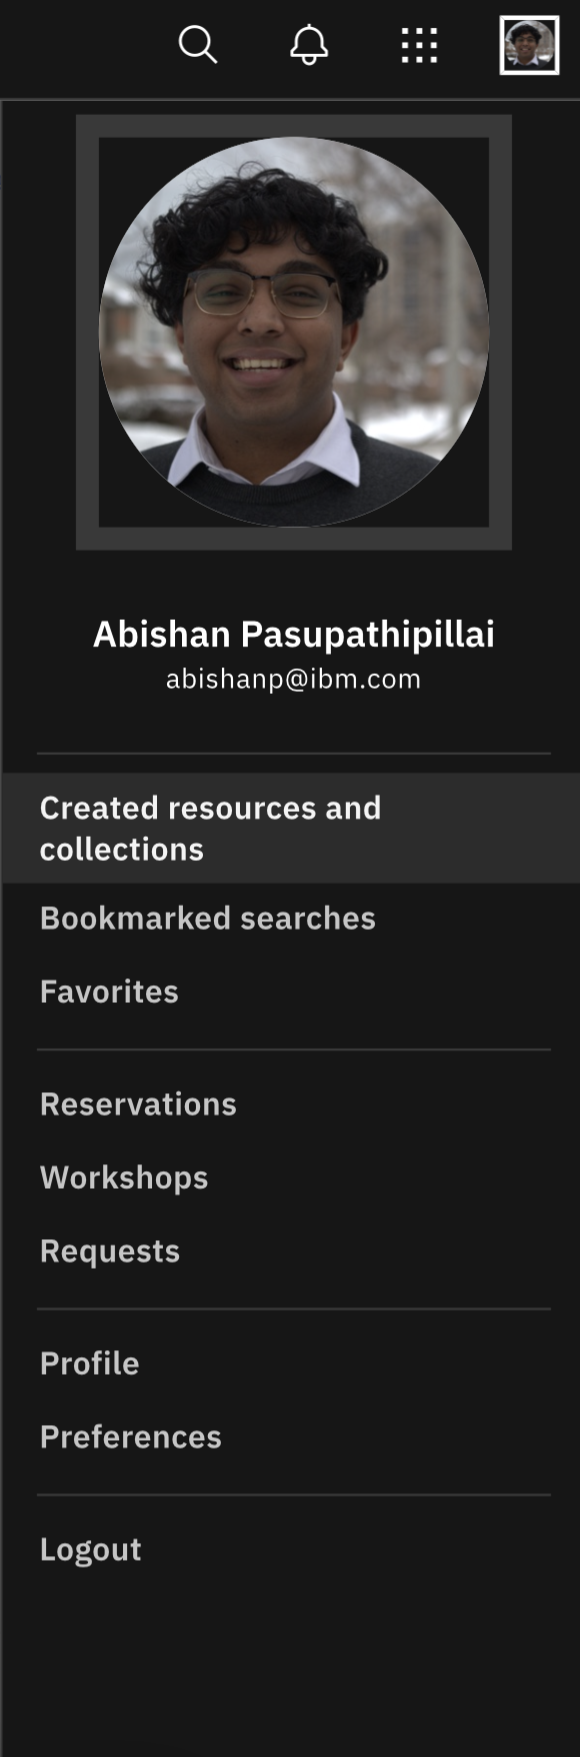 Abishan Pasupathipillai
abishanp@ibm.com
Created resources and
collections
Bookmarked searches
Favorites
Reservations
Workshops
Requests
Profile
Preferences
Logout